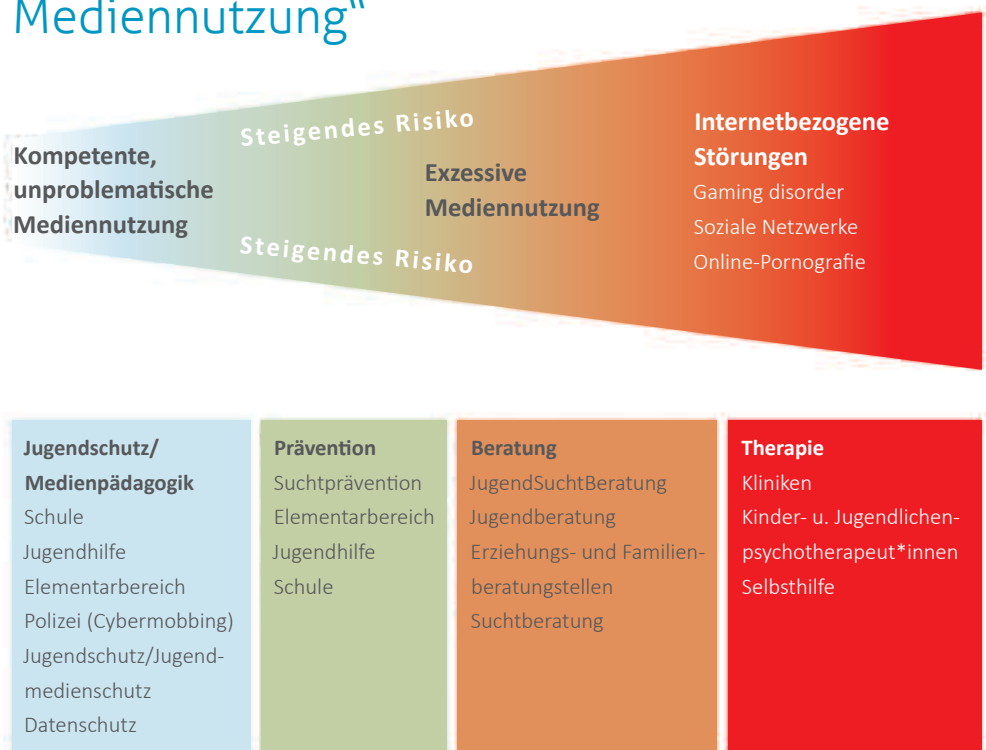 Mediennutzung“
Steigendes Risiko
Kompetente,
unproblematische
Mediennutzung
Exzessive
Mediennutzung
Internetbezogene
Störungen
Gaming disorder
Soziale Netzwerke
Online-Pornografie
Steigendes Risiko
Jugendschutz/
Medienpädagogik
Schule
Jugendhilfe
Elementarbereich
Polizei (Cybermobbing)
Jugendschutz/Jugend-
medienschutz
Datenschutz
Prävention
Suchtprävention
Elementarbereich
Jugendhilfe
Schule
Beratung
JugendSuchtBeratung
Jugendberatung
Erziehungs- und Familien-
beratungstellen
Suchtberatung
Therapie
Kliniken
Kinder- u. Jugendlichen-
psychotherapeut*innen
Selbsthilfe